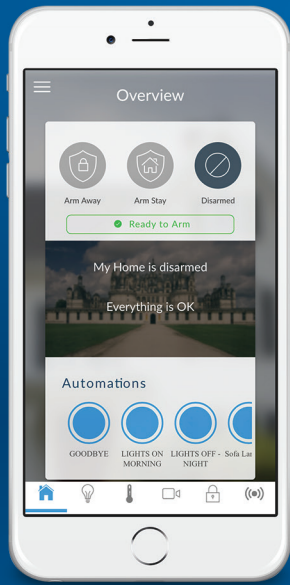 Overview
Arm Away Arm Stay Disarmed
Ready to Arm
My Home is disarmed
Everything is OK
Automations
GOODBYE LIGHTS ON LIGHTS OFF - Sofa La
MORNING NIGHT